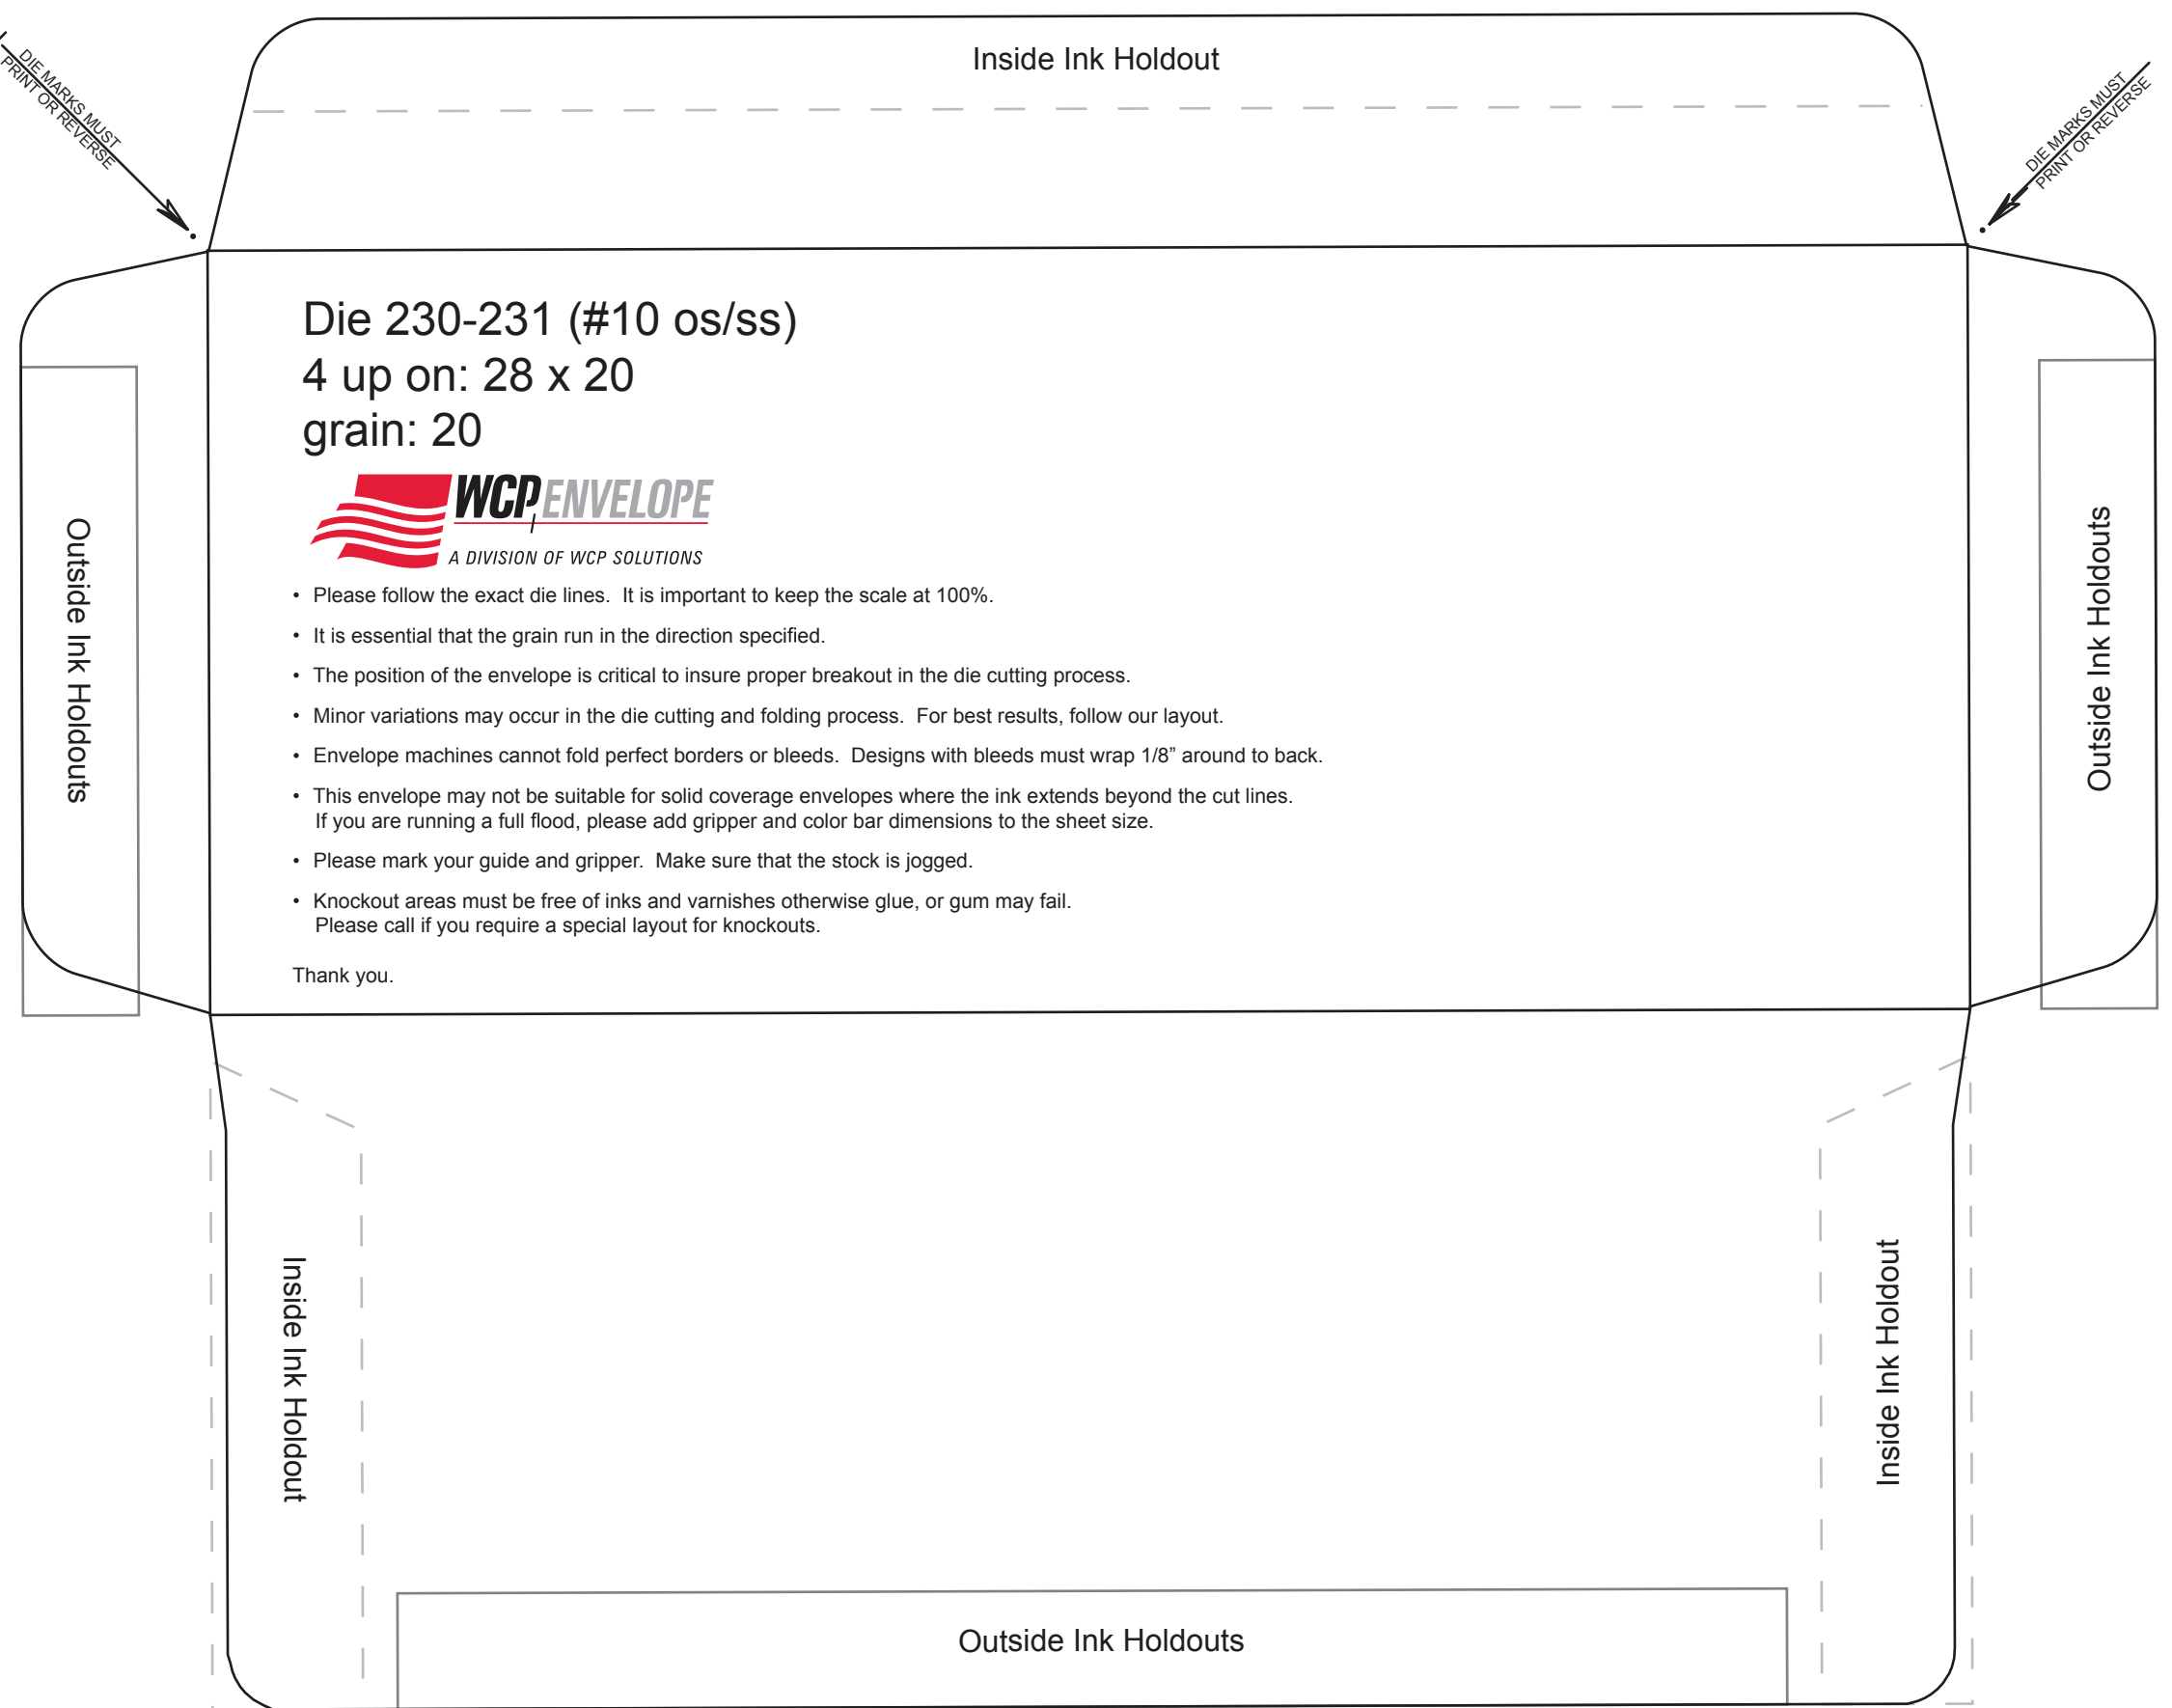 Inside Ink Holdout
DIE MARKS MUST
PRINT OR REVERSE
DIE MARKS MUST
PRINT OR REVERSE
Die 230-231 (#10 os/ss)
4 up on: 28 x 20
grain: 20
WCP ENVELOPE
A DIVISION OF WCP SOLUTIONS
• Please follow the exact die lines.  It is important to keep the scale at 100%.
• It is essential that the grain run in the direction specified.
• The position of the envelope is critical to insure proper breakout in the die cutting process.
• Minor variations may occur in the die cutting and folding process.  For best results, follow our layout.
• Envelope machines cannot fold perfect borders or bleeds.  Designs with bleeds must wrap 1/8” around to back.
• This envelope may not be suitable for solid coverage envelopes where the ink extends beyond the cut lines.
If you are running a full flood, please add gripper and color bar dimensions to the sheet size.
• Please mark your guide and gripper.  Make sure that the stock is jogged.
• Knockout areas must be free of inks and varnishes otherwise glue, or gum may fail.
Please call if you require a special layout for knockouts.
Thank you.
Outside Ink Holdouts
Outside Ink Holdouts
Inside Ink Holdout
Inside Ink Holdout
Outside Ink Holdouts